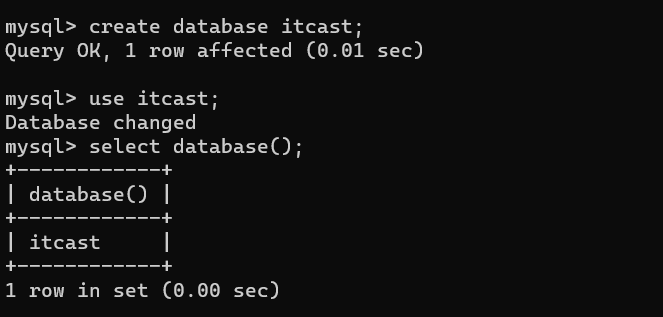 mysql> create database itcast;
Query OK, 1 row affected (0.01 sec)
mysql> use itcast;
Database changed
mysql> select database();
+------------+
| database() |
+------------+
| itcast     |
+------------+
1 row in set (0.00 sec)